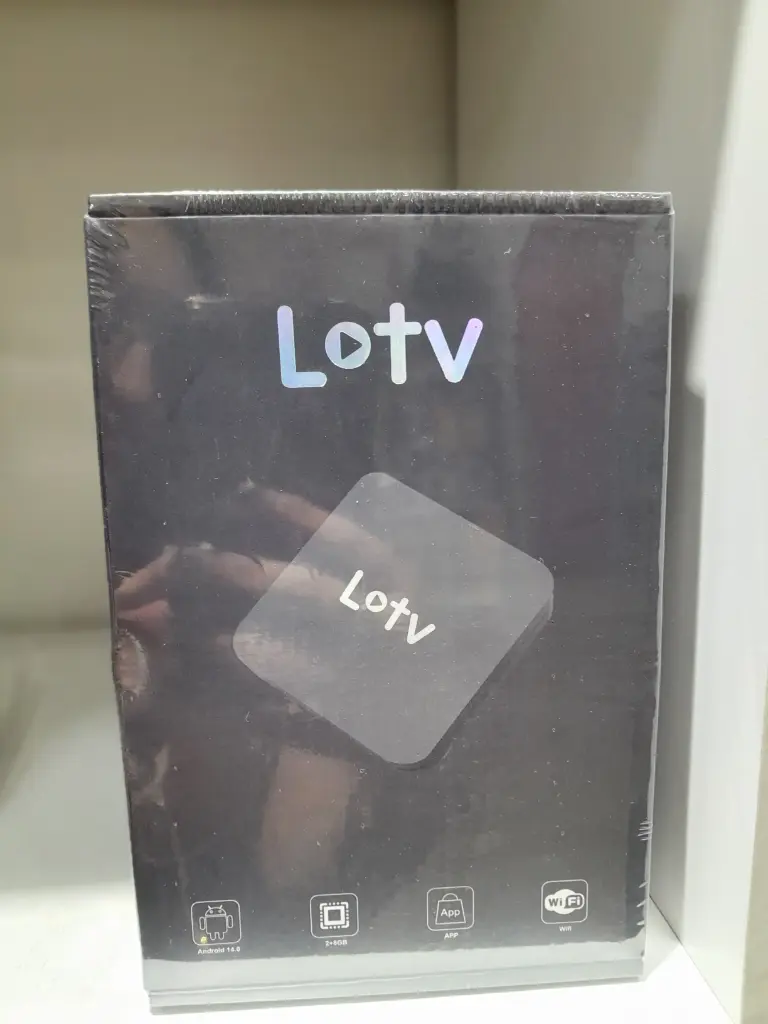 Lotv
Lotv
App
WiFi
Android 14.0
2+8GB
APP
Wifi